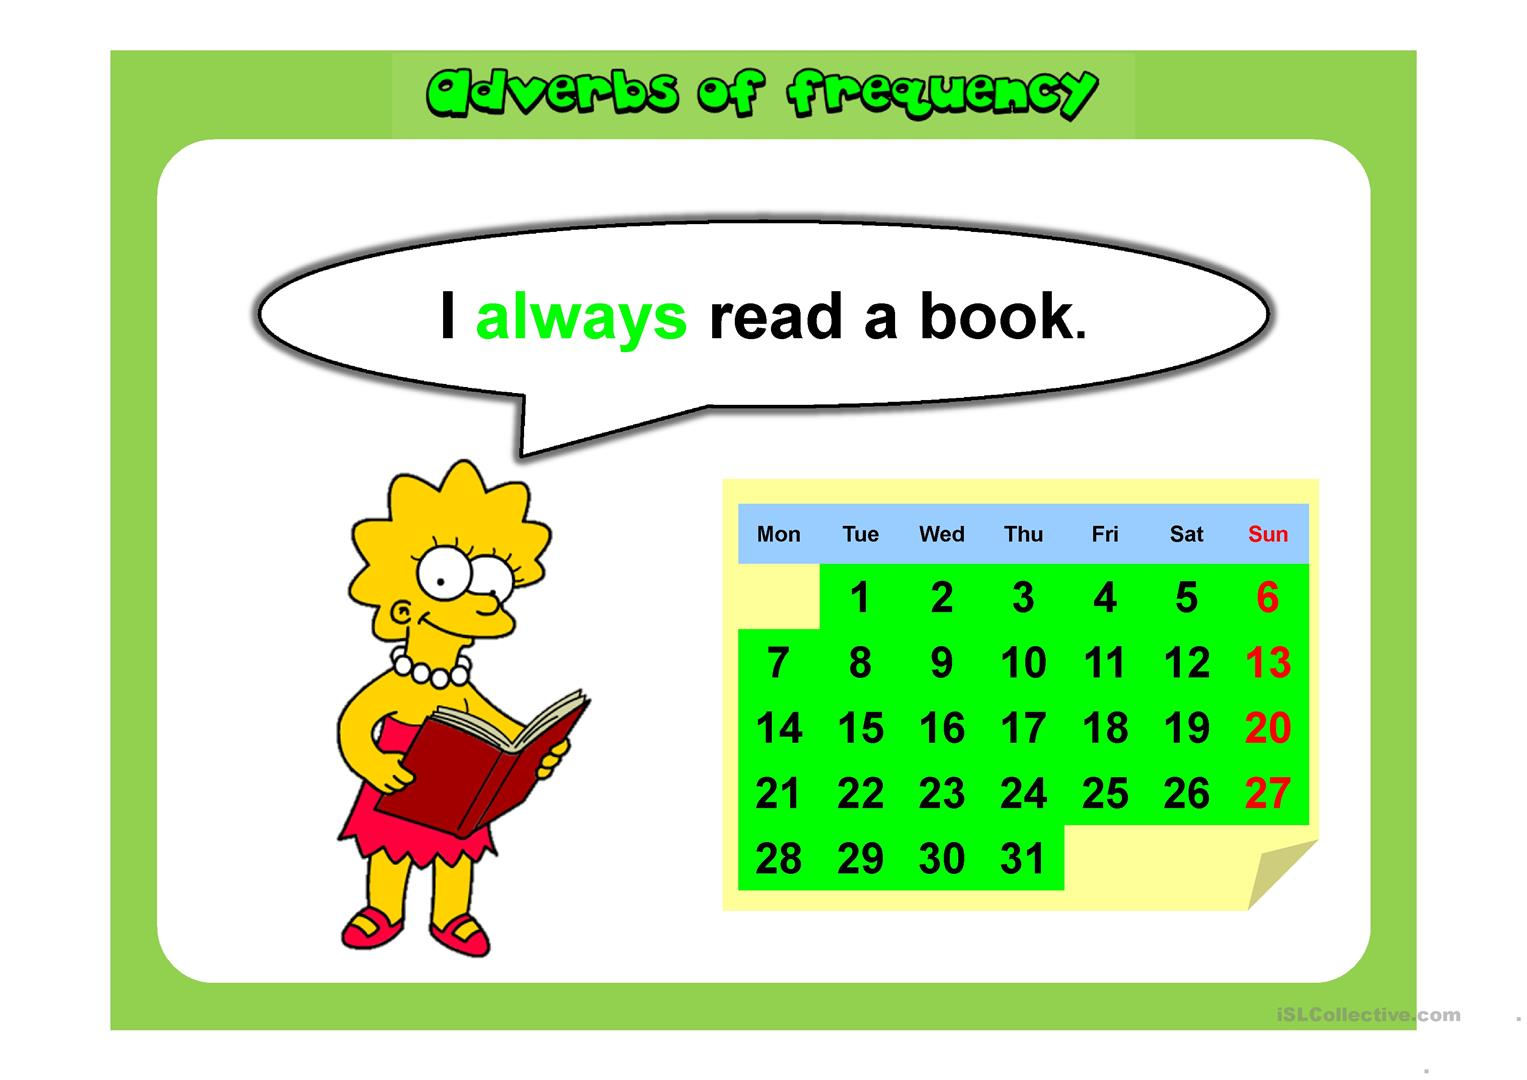 adverbs of frequency
I always read a book.
Mon Tue Wed Thu Fri Sat Sun
1 2 3 4 5 6
7 8 9 10 11 12 13
14 15 16 17 18 19 20
21 22 23 24 25 26 27
28 29 30 31
iSLCollective.com